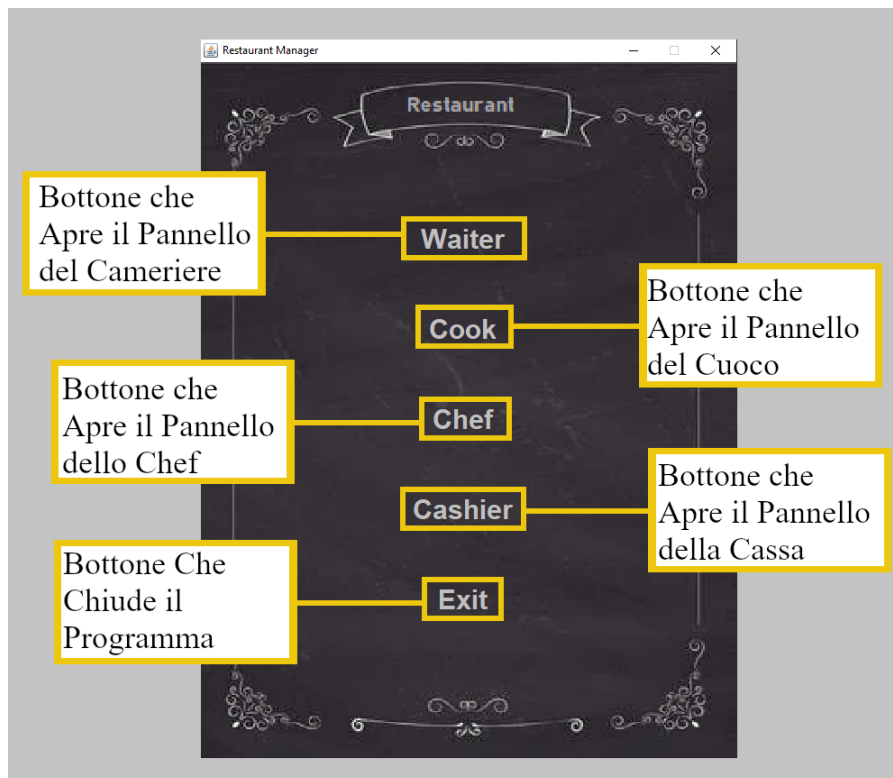 Restaurant Manager
Restaurant
Bottone che
Apre il Pannello
del Cameriere
Waiter
Bottone che
Apre il Pannello
del Cuoco
Cook
Bottone che
Apre il Pannello
dello Chef
Chef
Bottone che
Apre il Pannello
della Cassa
Cashier
Bottone Che
Chiude il
Programma
Exit